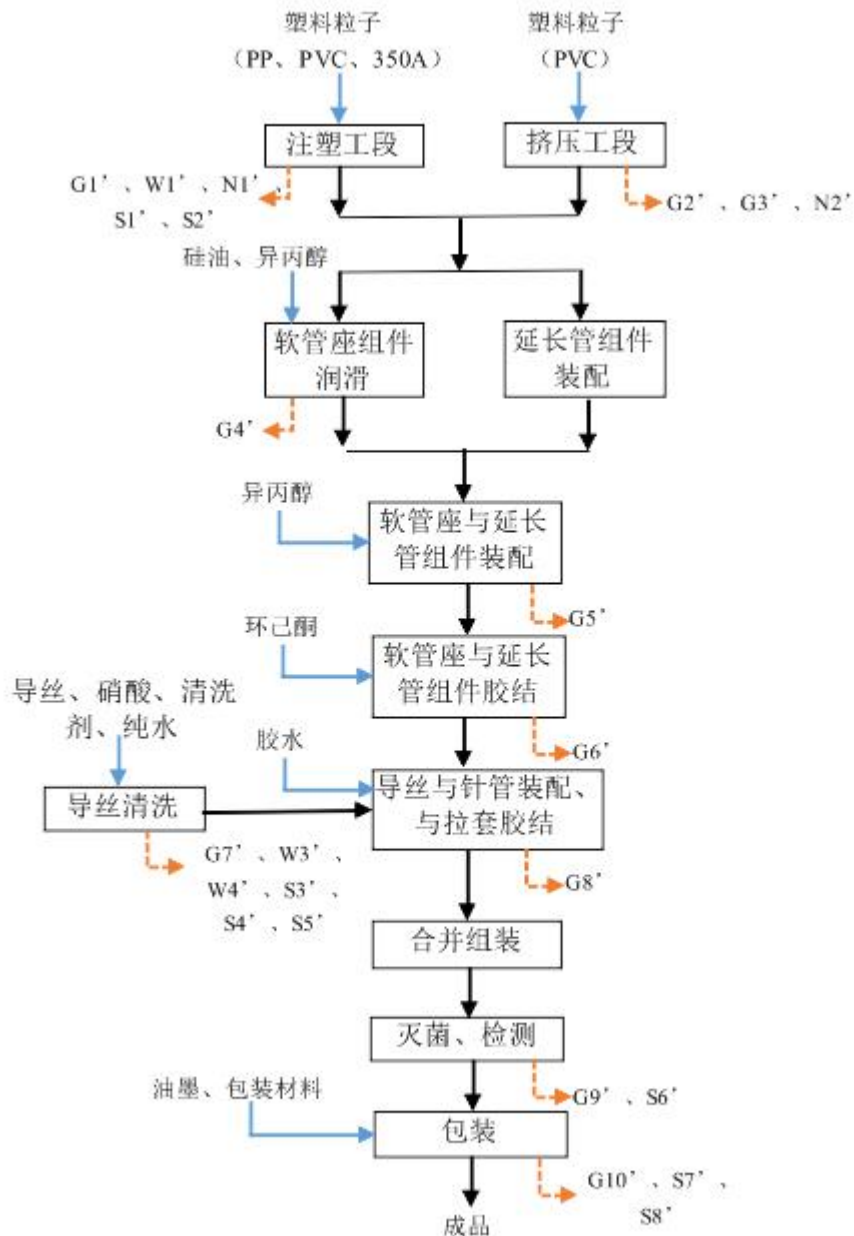 塑料粒子
（PP、PVC、350A）
塑料粒子
（PVC）
注塑工段
挤压工段
G1’、W1’、N1’、
S1’、S2’
G2’、G3’、N2’
硅油、异丙醇
软管座组件
润滑
延长管组件
装配
G4’
异丙醇
软管座与延长
管组件装配
G5’
环己酮
软管座与延长
管组件胶结
G6’
导丝、硝酸、清洗
剂、纯水
胶水
导丝清洗
导丝与针管装配、
与拉套胶结
G7’、W3’、
W4’、S3’、
S4’、S5’
G8’
合并组装
灭菌、检测
G9’、S6’
油墨、包装材料
包装
G10’、S7’、
S8’
成品